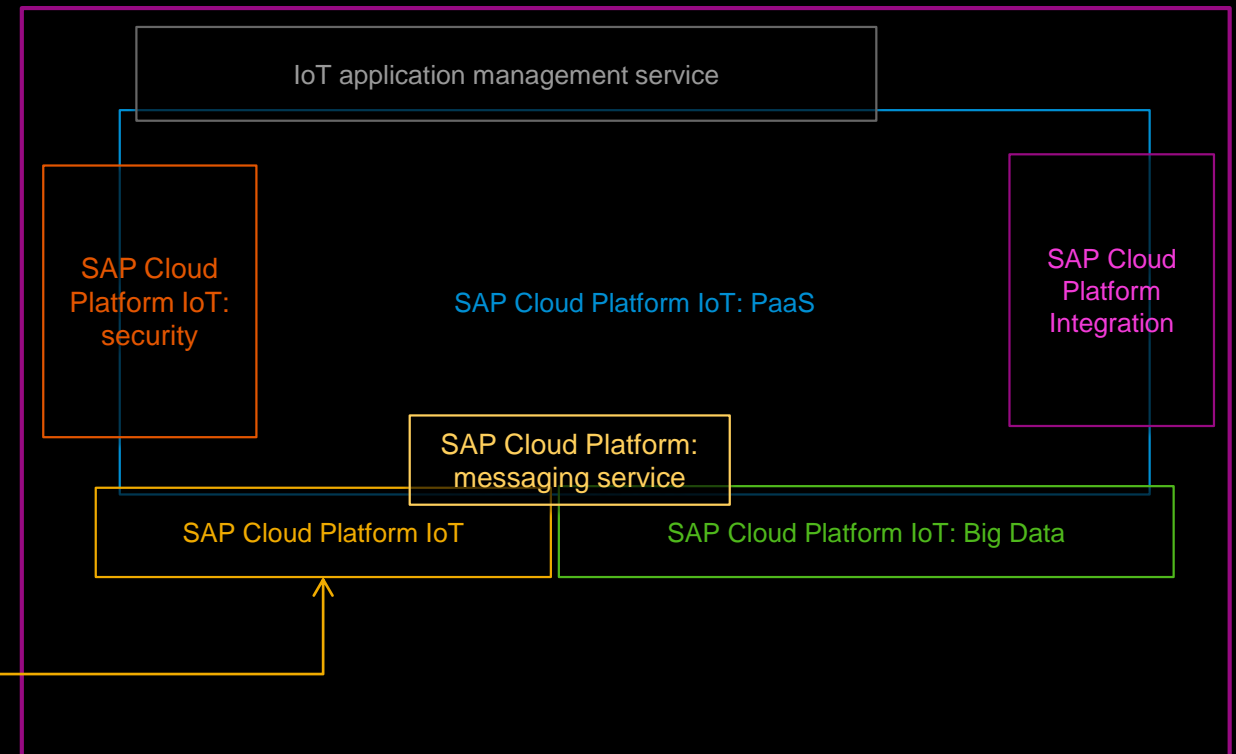 IoT application management service
SAP Cloud
Platform IoT:
security
SAP Cloud Platform IoT: PaaS
SAP Cloud
Platform
Integration
SAP Cloud Platform:
messaging service
SAP Cloud Platform IoT
SAP Cloud Platform IoT: Big Data